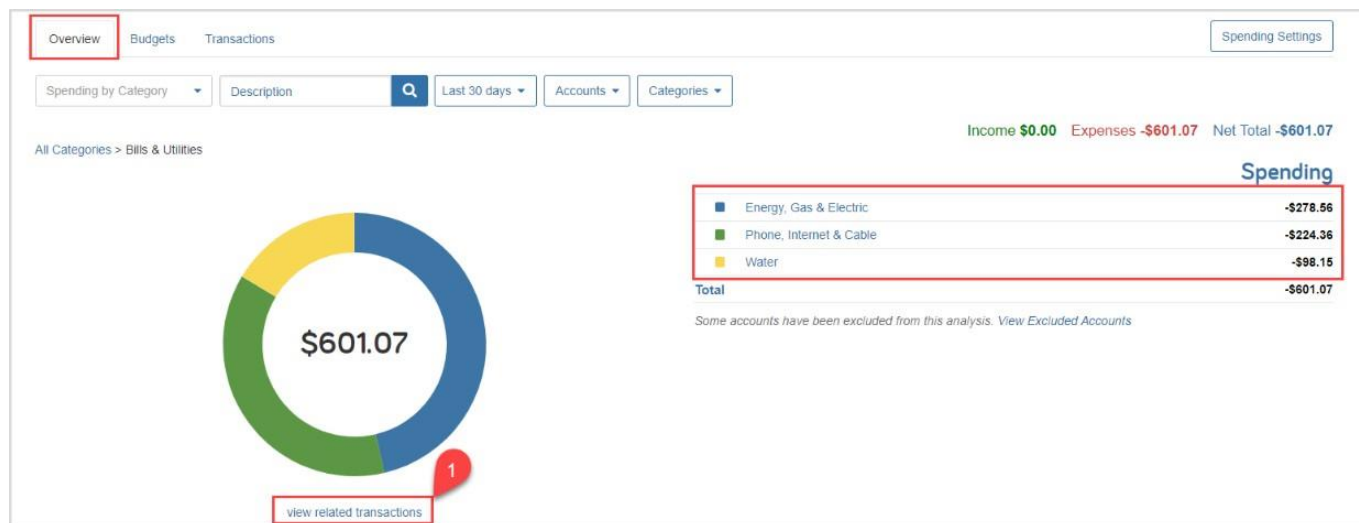 Overview Budgets Transactions Spending Settings
Spending by Category Description Last 30 days Accounts Categories
Income $0.00 Expenses -$601.07 Net Total -$601.07
All Categories > Bills & Utilities
Spending
Energy, Gas & Electric -$278.56
Phone, Internet & Cable -$224.36
Water -$98.15
Total -$601.07
Some accounts have been excluded from this analysis. View Excluded Accounts
$601.07
1
view related transactions